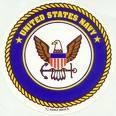 ★ UNITED STATES NAVY ★